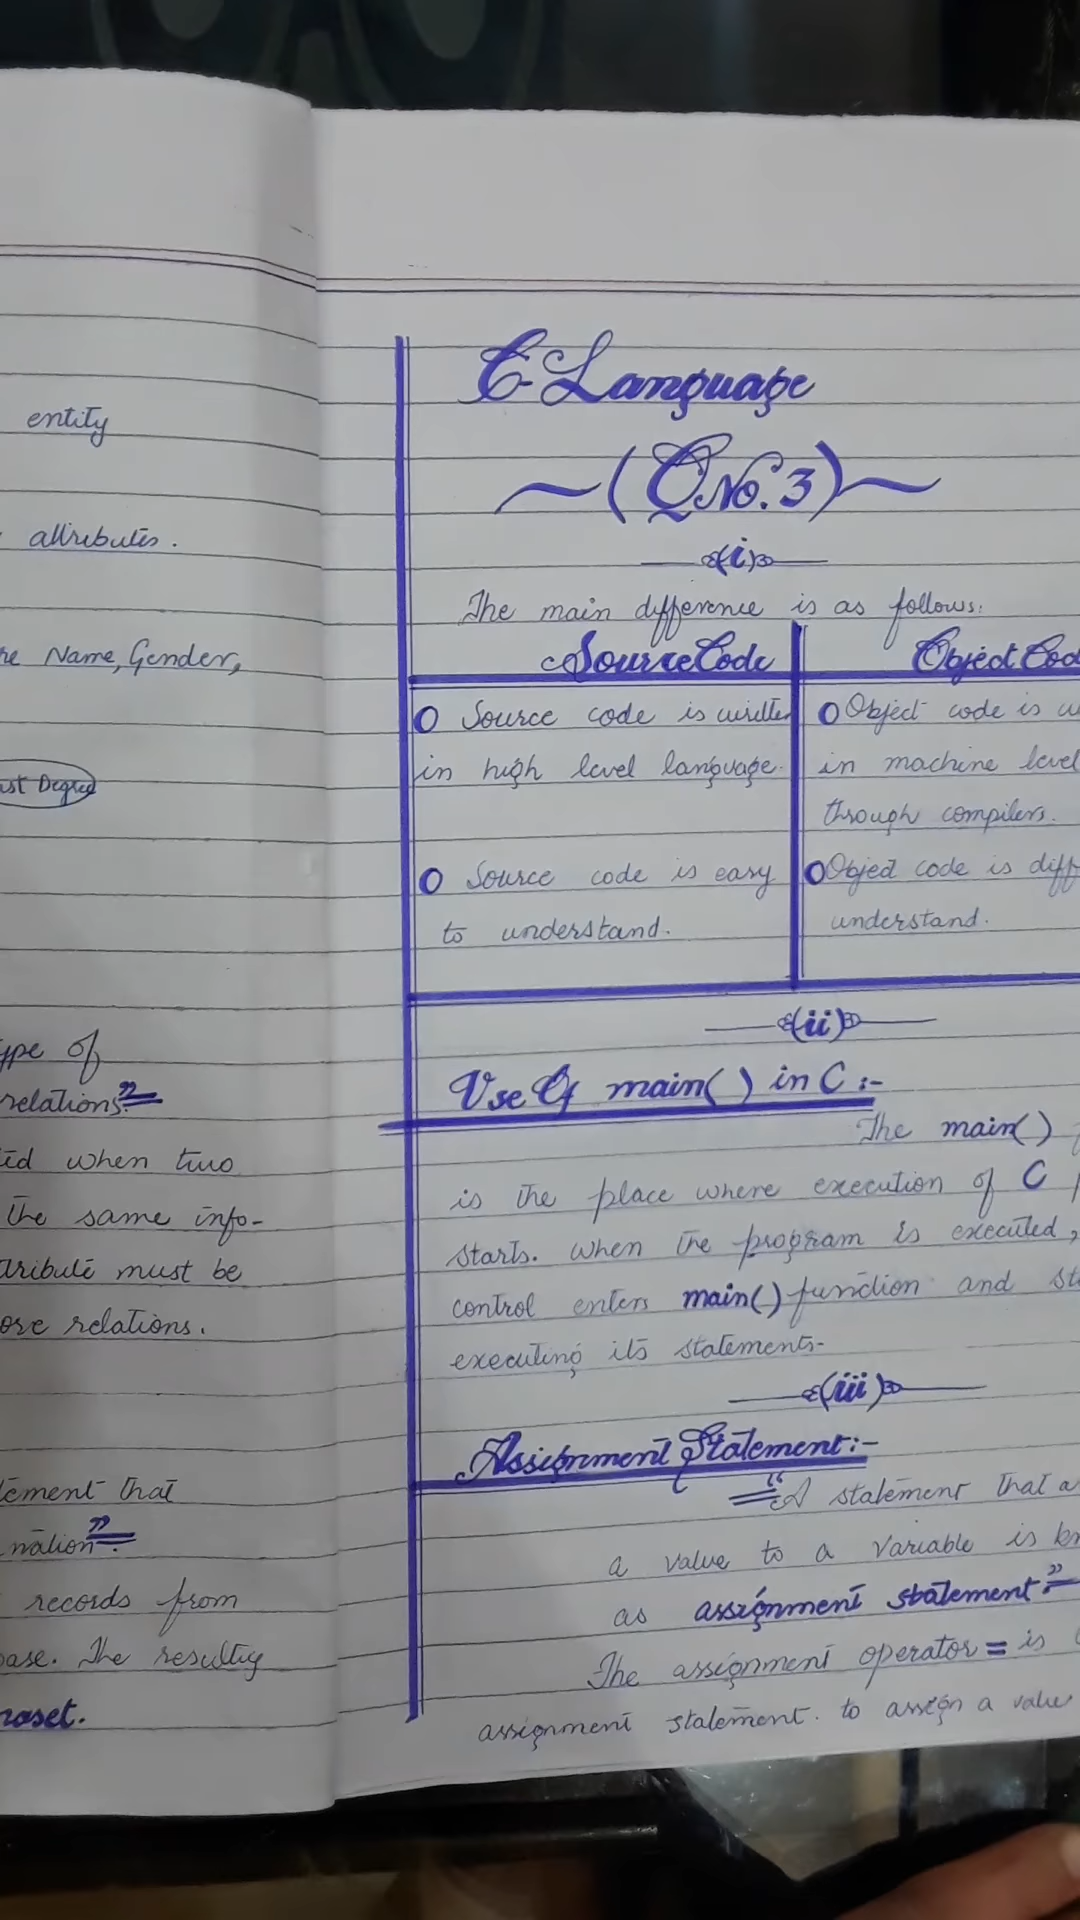 entity
attributes.
Name, Gender,
Degree
of
relations”
when two
the same info-
must be
relations.
that
records from
The resulting
C-Language
(Q No. 3)
(i)
The main difference is as follows:
Source Code
Object
Source code is written
in high level language.
Object code is
in machine level
through compilers.
Source code is easy
to understand.
Object code is
understand.
(ii)
Use Of main( ) in C :-
The main( )
is the place where execution of C
starts. when the program is executed,
control enters main( ) function and
executing its statements.
(iii)
Assignment Statement:-
“A statement that
a value to a variable is
as assignment statement.”
The assignment operator = is
assignment statement. to assign a value